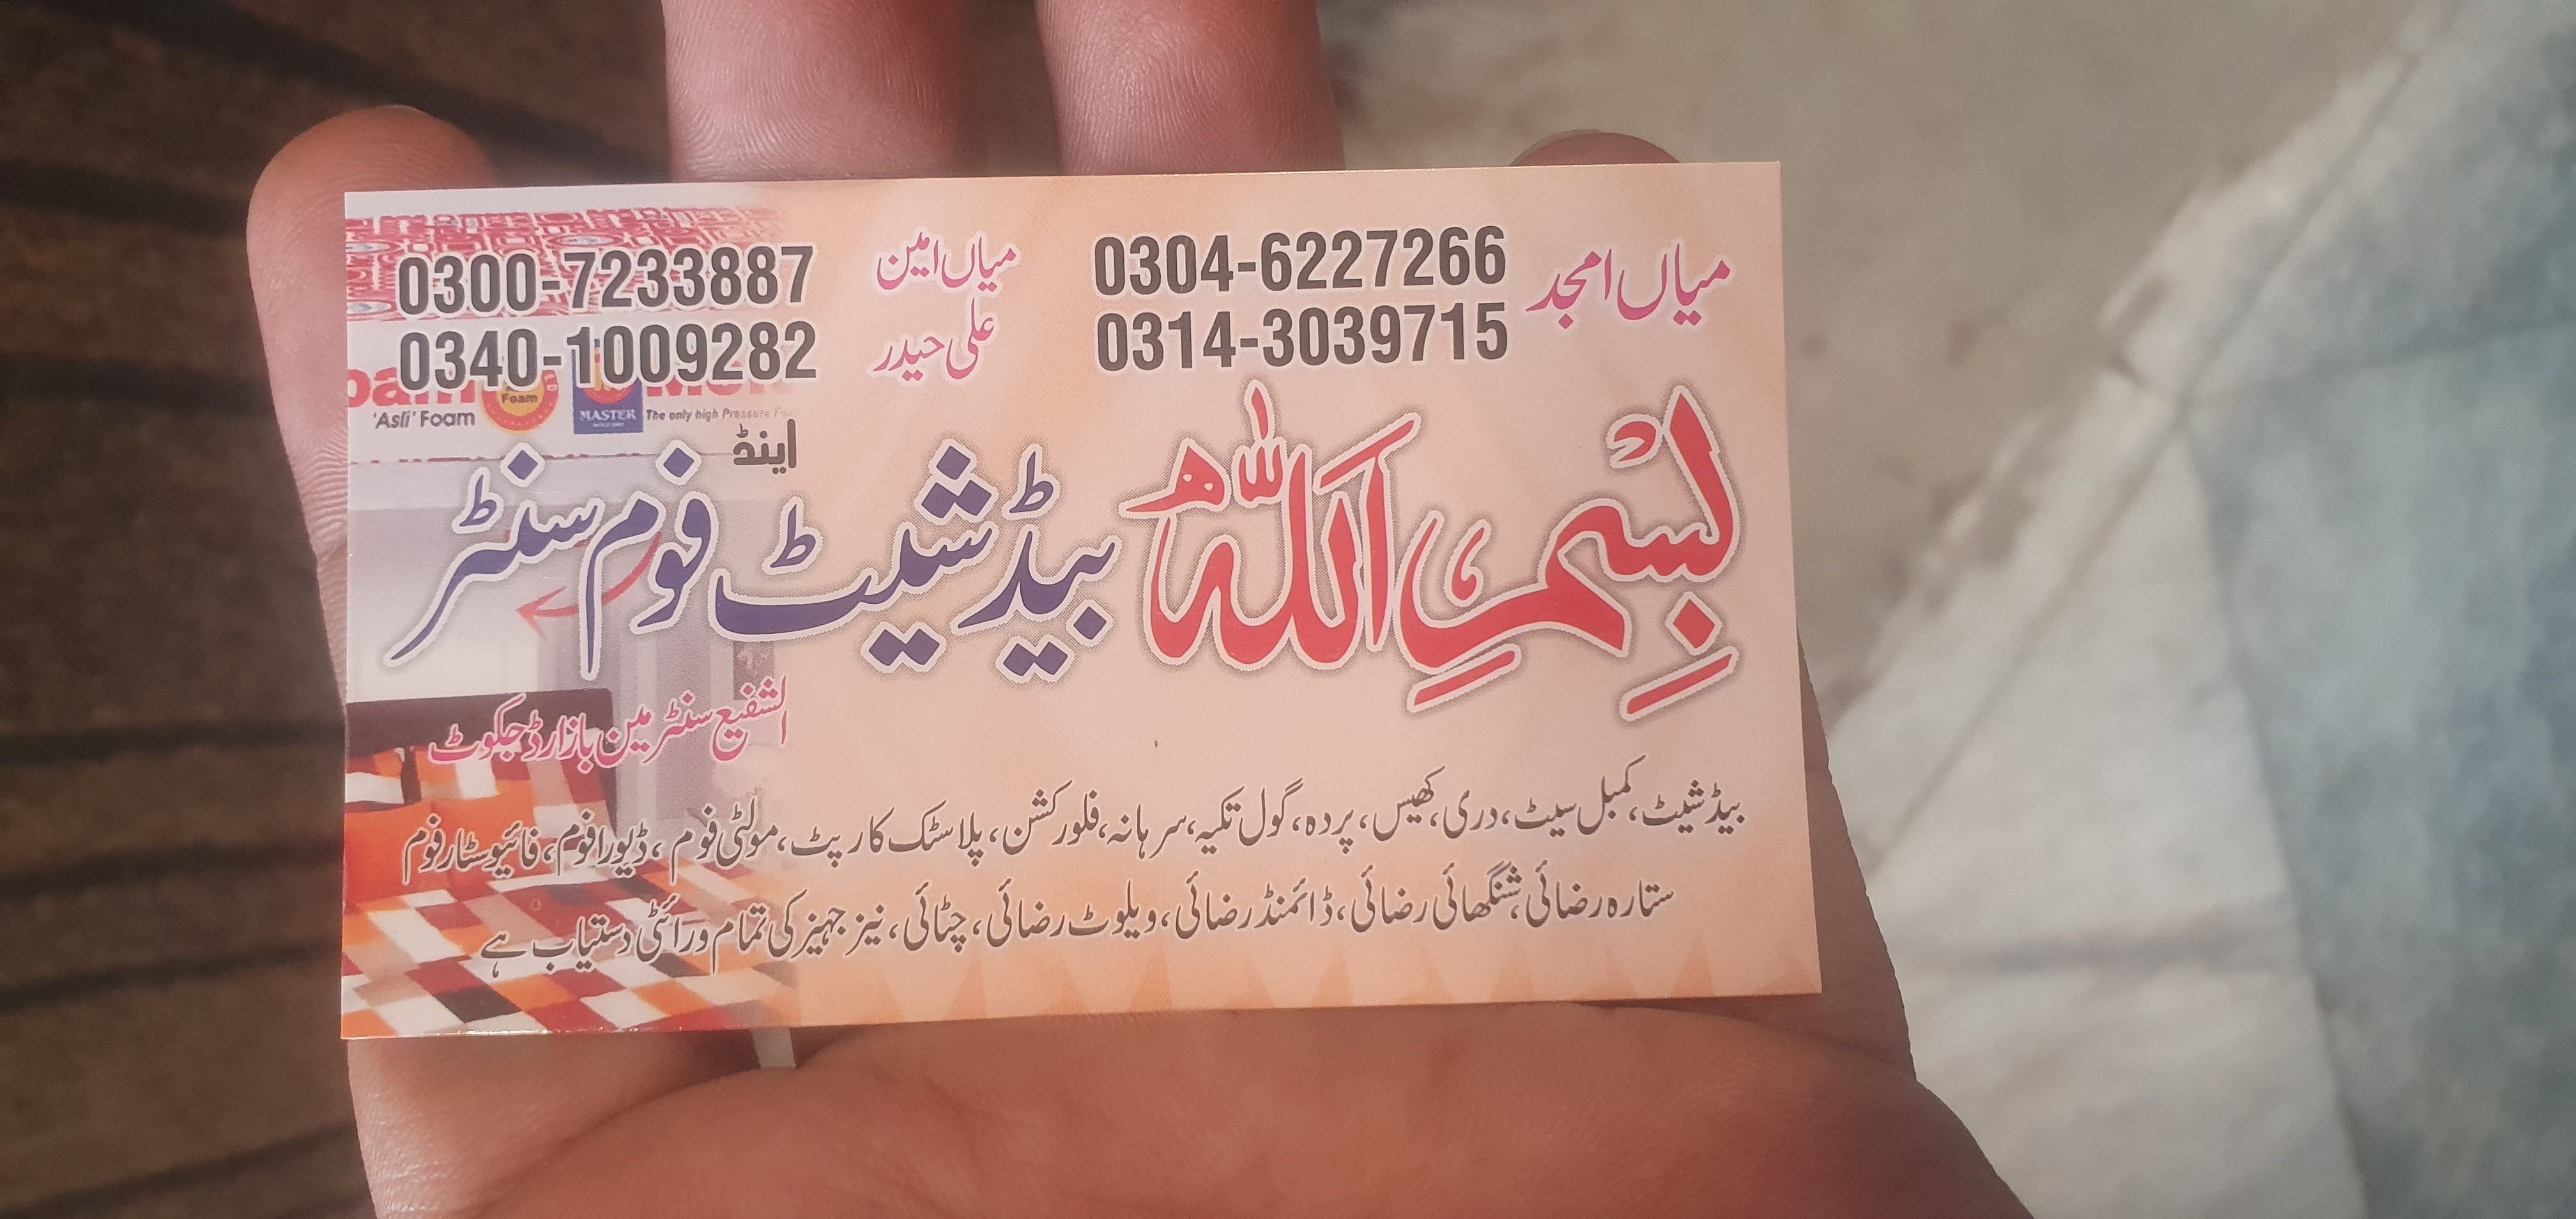 میاں امجد 0304-6227266 میاں امین 0300-7233887
0314-3039715 علی حیدر 0340-1009282
'Asli' Foam
Foam
MASTER
The only high Pressure
بِسْمِ اللہ بیڈ شیٹ اینڈ فوم سنٹر
الشفیع سنٹر مین بازار ڈجکوٹ
بیڈ شیٹ، کمبل سیٹ، دری، کھیس، پردہ، گول تکیہ، سرہانہ، فلور کشن، پلاسٹک کارپٹ، مولٹی فوم، ڈیورا فوم، فائیو سٹار فوم
ستارہ رضائی، شنگھائی رضائی، ڈائمنڈ رضائی، ویلوٹ رضائی، چٹائی، نیز جہیز کی تمام ورائٹی دستیاب ہے